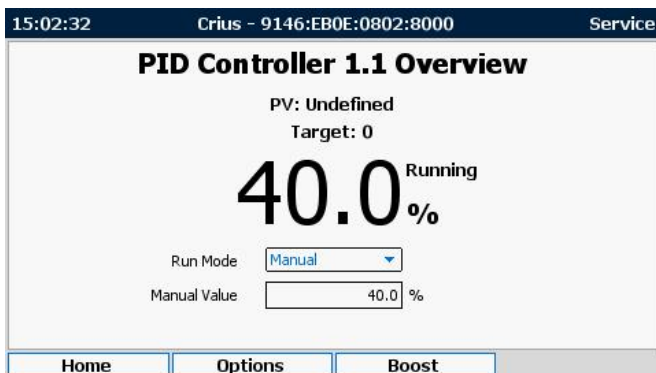 15:02:32 Crius - 9146:EB0E:0802:8000 Service
PID Controller 1.1 Overview
PV: Undefined
Target: 0
40.0 % Running
Run Mode Manual
Manual Value 40.0 %
Home Options Boost